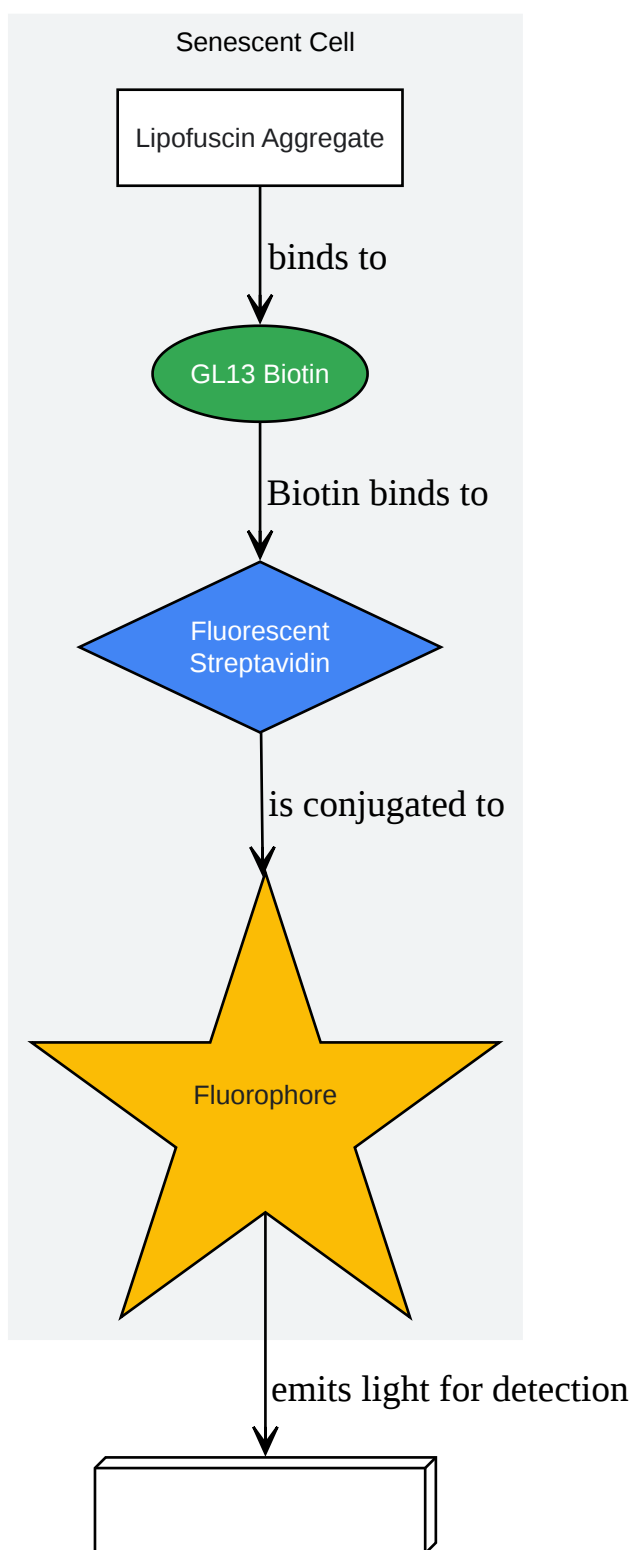 Senescent Cell
Lipofuscin Aggregate
binds to
GL13 Biotin
Biotin binds to
Fluorescent
Streptavidin
is conjugated to
Fluorophore
emits light for detection